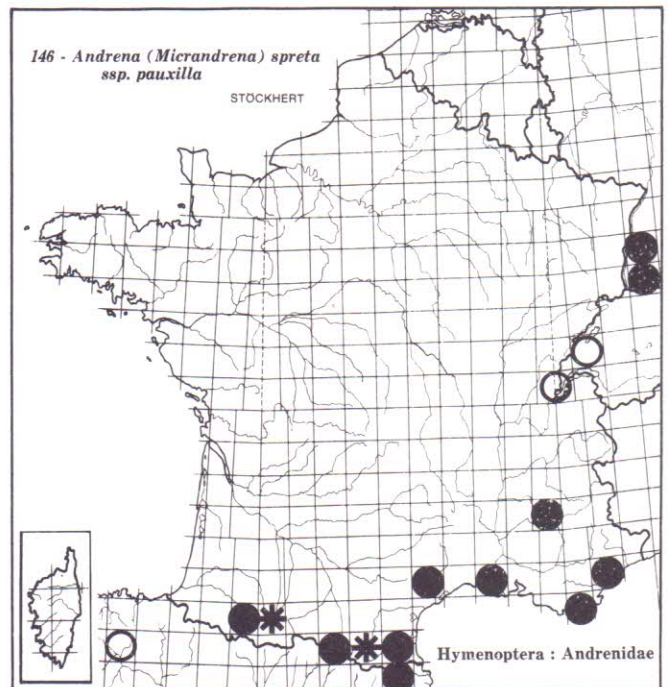 146 - Andrena (Micrandrena) spreta
ssp. pauxilla
STÖCKHERT
Hymenoptera : Andrenidae